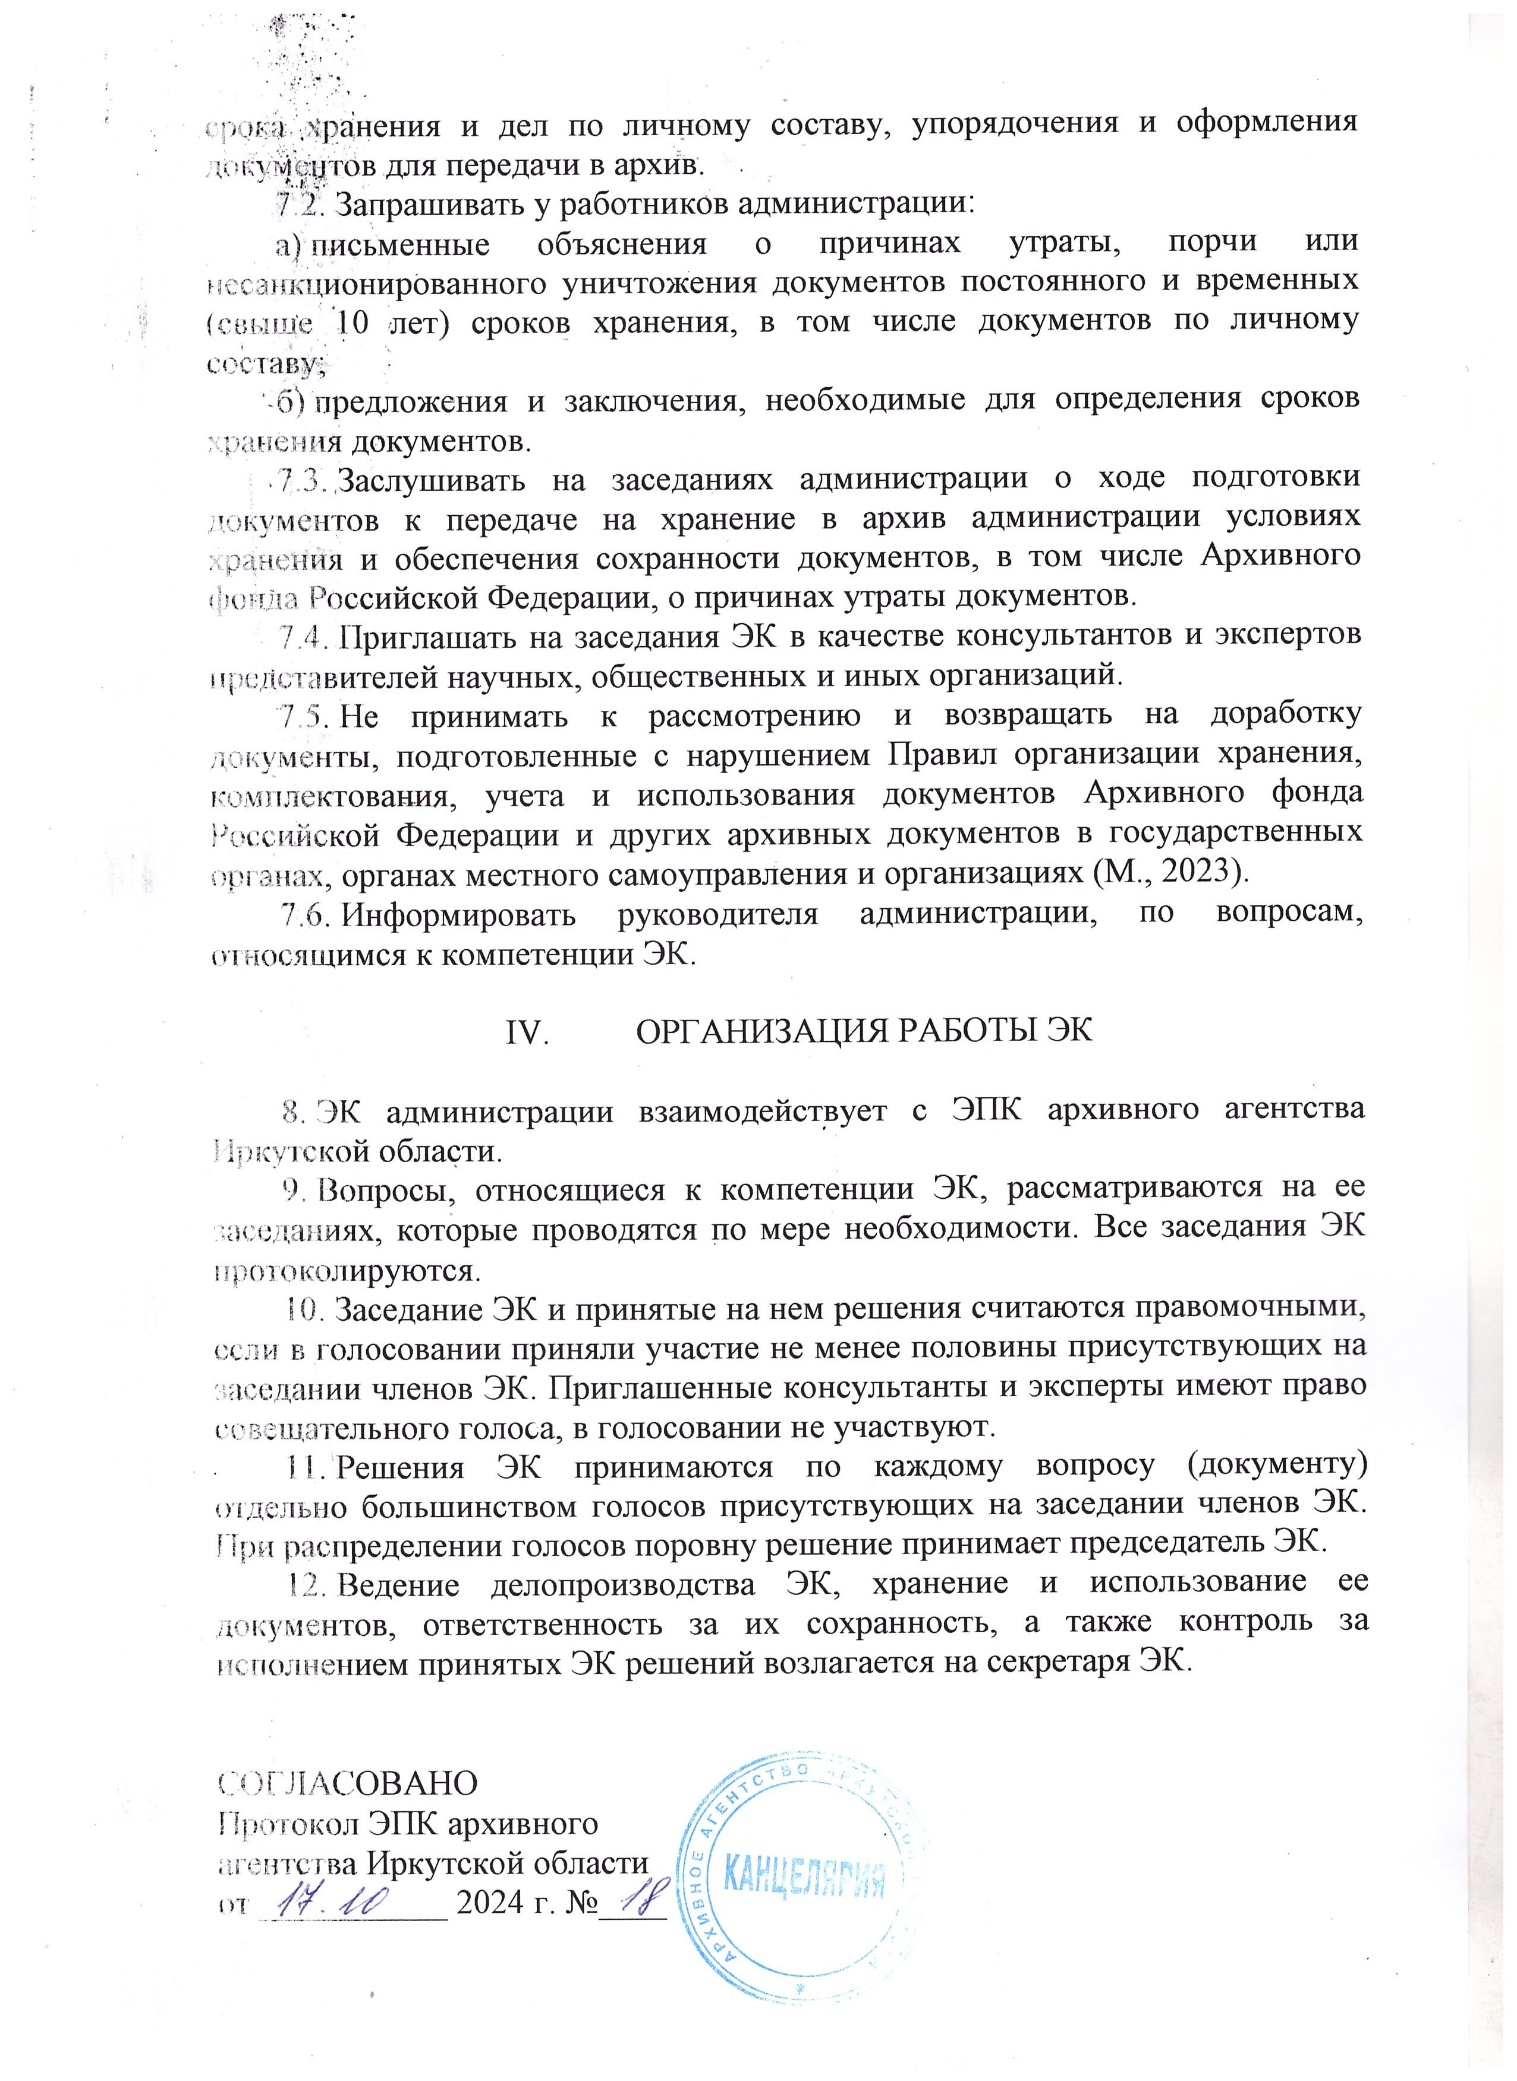 срока хранения и дел по личному составу, упорядочения и оформления
документов для передачи в архив.
7.2. Запрашивать у работников администрации:
а) письменные объяснения о причинах утраты, порчи или
несанкционированного уничтожения документов постоянного и временных
(свыше 10 лет) сроков хранения, в том числе документов по личному
составу;
б) предложения и заключения, необходимые для определения сроков
хранения документов.
7.3. Заслушивать на заседаниях администрации о ходе подготовки
документов к передаче на хранение в архив администрации условиях
хранения и обеспечения сохранности документов, в том числе Архивного
фонда Российской Федерации, о причинах утраты документов.
7.4. Приглашать на заседания ЭК в качестве консультантов и экспертов
представителей научных, общественных и иных организаций.
7.5. Не принимать к рассмотрению и возвращать на доработку
документы, подготовленные с нарушением Правил организации хранения,
комплектования, учета и использования документов Архивного фонда
Российской Федерации и других архивных документов в государственных
органах, органах местного самоуправления и организациях (М., 2023).
7.6. Информировать руководителя администрации, по вопросам,
относящимся к компетенции ЭК.
IV. ОРГАНИЗАЦИЯ РАБОТЫ ЭК
8. ЭК администрации взаимодействует с ЭПК архивного агентства
Иркутской области.
9. Вопросы, относящиеся к компетенции ЭК, рассматриваются на ее
заседаниях, которые проводятся по мере необходимости. Все заседания ЭК
протоколируются.
10. Заседание ЭК и принятые на нем решения считаются правомочными,
если в голосовании приняли участие не менее половины присутствующих на
заседании членов ЭК. Приглашенные консультанты и эксперты имеют право
совещательного голоса, в голосовании не участвуют.
11. Решения ЭК принимаются по каждому вопросу (документу)
отдельно большинством голосов присутствующих на заседании членов ЭК.
При распределении голосов поровну решение принимает председатель ЭК.
12. Ведение делопроизводства ЭК, хранение и использование ее
документов, ответственность за их сохранность, а также контроль за
исполнением принятых ЭК решений возлагается на секретаря ЭК.
СОГЛАСОВАНО
Протокол ЭПК архивного
агентства Иркутской области
от 17.10 2024 г. № 18
АРХИВНОЕ АГЕНТСТВО ИРКУТСКОЙ
КАНЦЕЛЯРИЯ